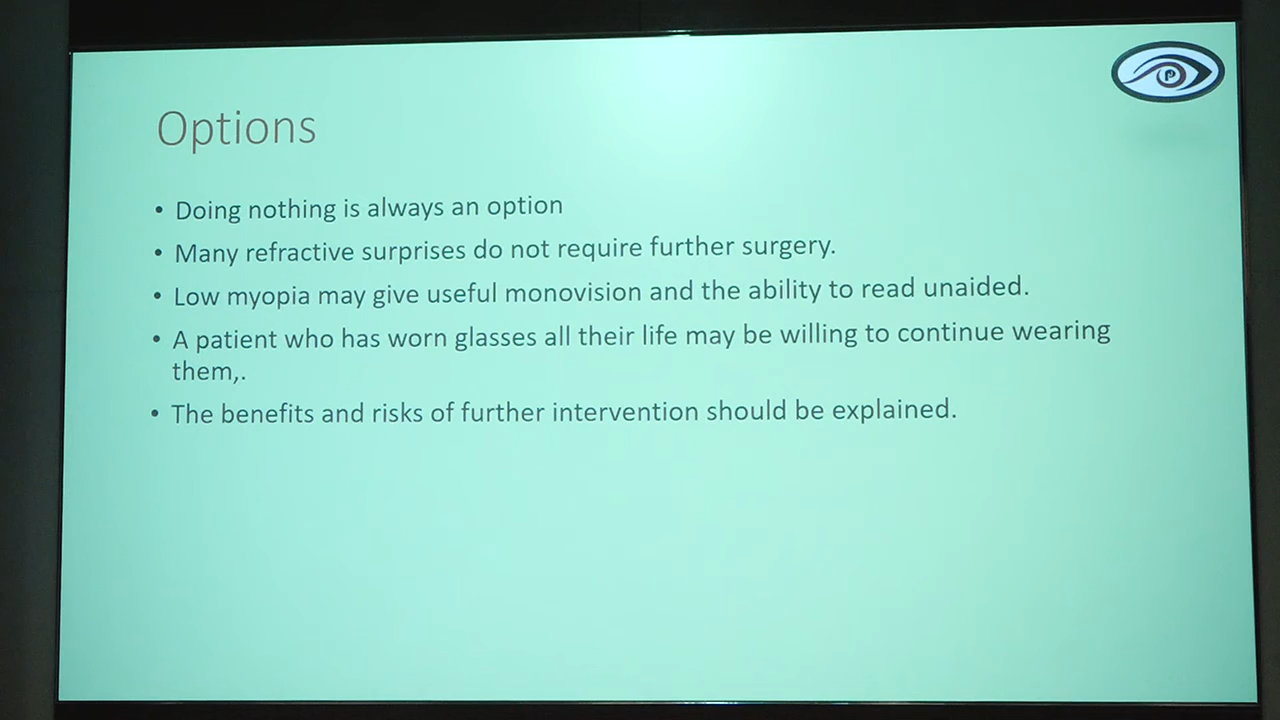 Options
• Doing nothing is always an option
• Many refractive surprises do not require further surgery.
• Low myopia may give useful monovision and the ability to read unaided.
• A patient who has worn glasses all their life may be willing to continue wearing
them,.
• The benefits and risks of further intervention should be explained.
P